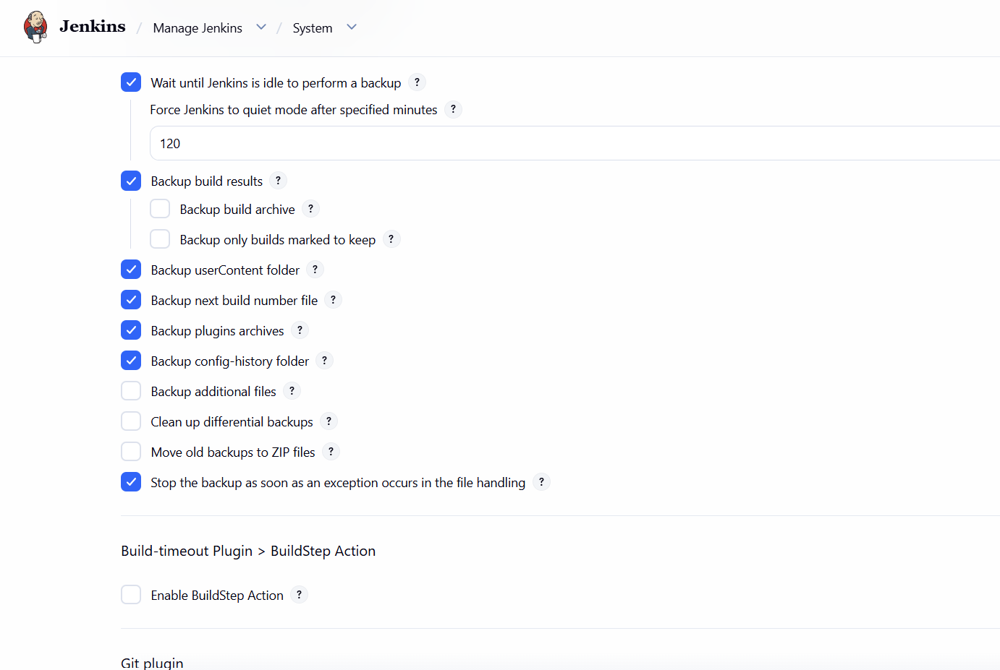 Jenkins / Manage Jenkins / System
Wait until Jenkins is idle to perform a backup ?
Force Jenkins to quiet mode after specified minutes ?
120
Backup build results ?
Backup build archive ?
Backup only builds marked to keep ?
Backup userContent folder ?
Backup next build number file ?
Backup plugins archives ?
Backup config-history folder ?
Backup additional files ?
Clean up differential backups ?
Move old backups to ZIP files ?
Stop the backup as soon as an exception occurs in the file handling ?
Build-timeout Plugin > BuildStep Action
Enable BuildStep Action ?
Git plugin